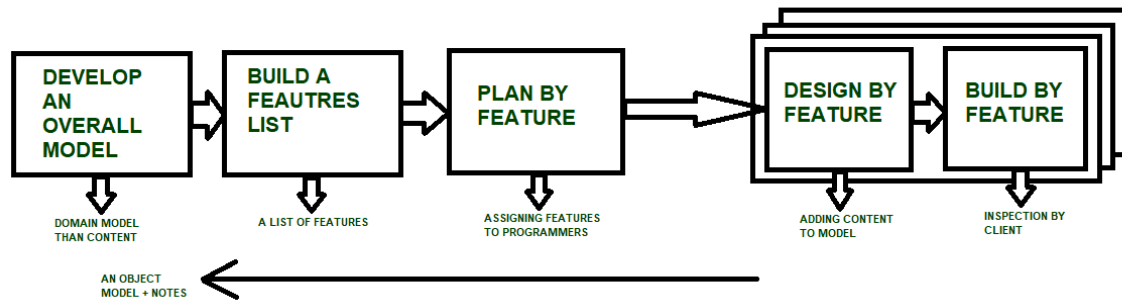 DEVELOP
AN
OVERALL
MODEL
BUILD A
FEAUTRES
LIST
PLAN BY
FEATURE
DESIGN BY
FEATURE
BUILD BY
FEATURE
DOMAIN MODEL
THAN CONTENT
A LIST OF FEATURES
ASSIGNING FEATURES
TO PROGRAMMERS
ADDING CONTENT
TO MODEL
INSPECTION BY
CLIENT
AN OBJECT
MODEL + NOTES